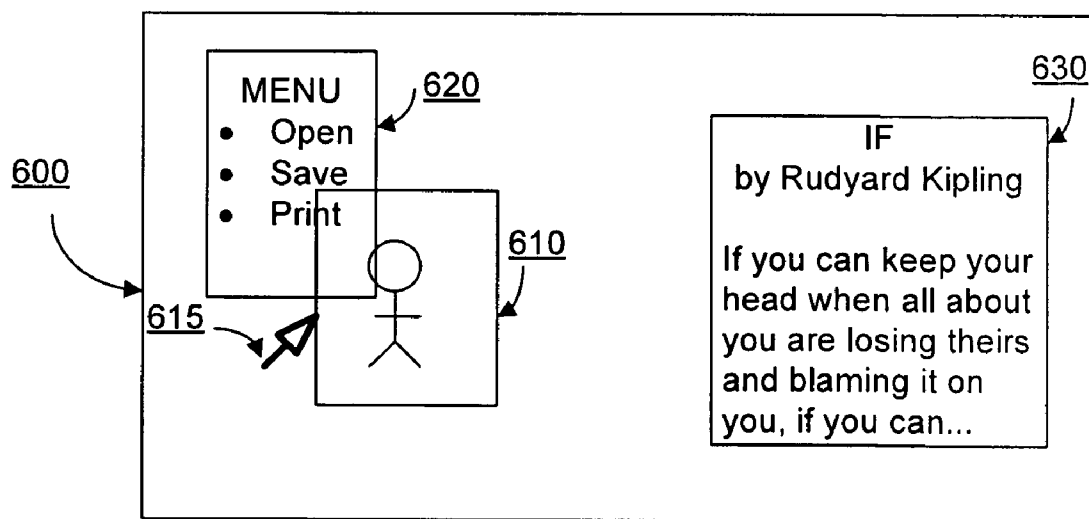 MENU
• Open
• Save
• Print
620
600
610
615
630
IF
by Rudyard Kipling
If you can keep your
head when all about
you are losing theirs
and blaming it on
you, if you can...